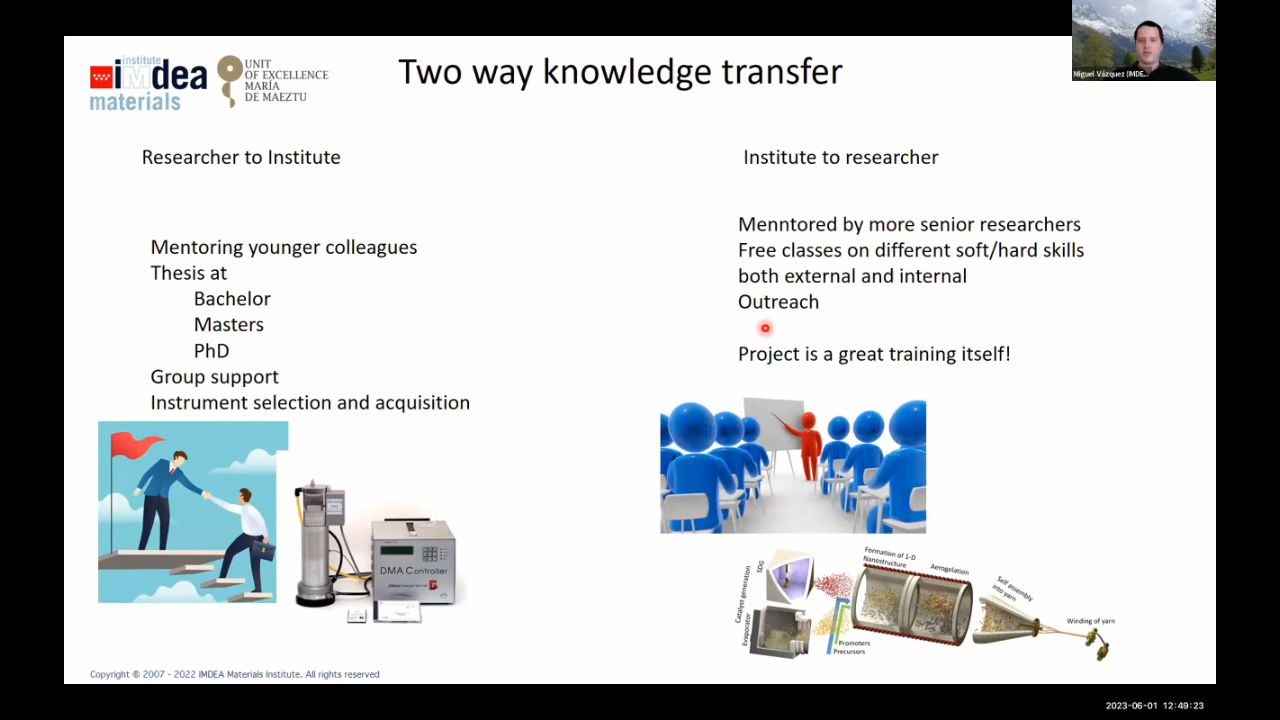 institute
imdea
materials
UNIT
OF EXCELLENCE
MARÍA
DE MAEZTU
Two way knowledge transfer
Miguel Vázquez (IMDE...
Researcher to Institute
Mentoring younger colleagues
Thesis at
Bachelor
Masters
PhD
Group support
Instrument selection and acquisition
Institute to researcher
Menntored by more senior researchers
Free classes on different soft/hard skills
both external and internal
Outreach
Project is a great training itself!
DMA Controller
Catalyst generation
SDG
Evaporator
Promoters
Precursors
Formation of 1-D
Nanostructure
Aerogelation
Self assembly
into yarn
Winding of yarn
Copyright ® 2007 - 2022 IMDEA Materials Institute. All rights reserved
2023-06-01 12:49:23